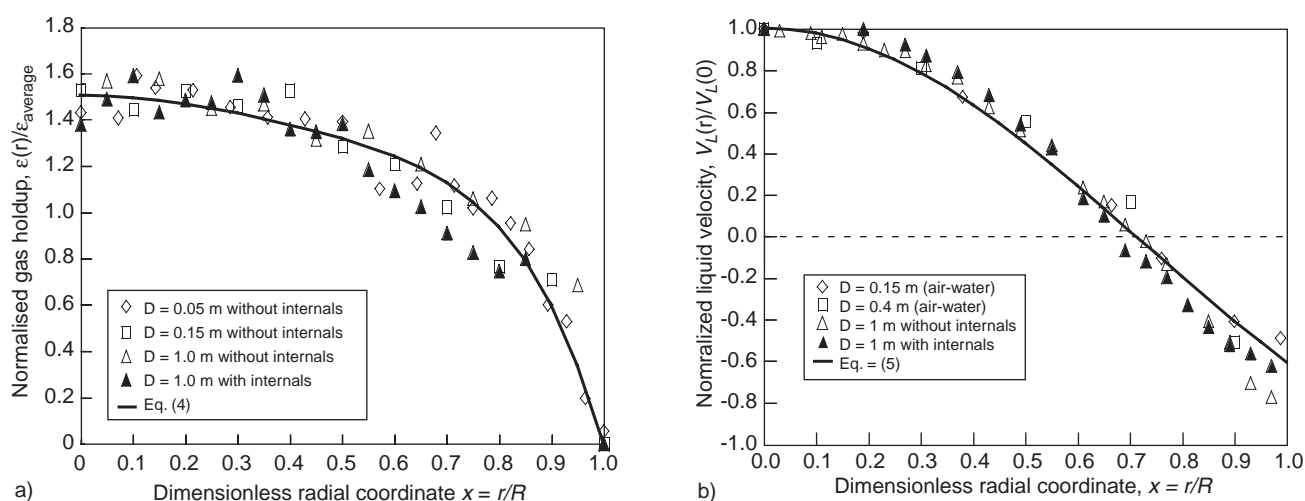 Normalised gas holdup, ε(r)/εaverage
1.8
1.6
1.4
1.2
1.0
0.8
0.6
0.4
0.2
0
D = 0.05 m without internals
D = 0.15 m without internals
D = 1.0 m without internals
D = 1.0 m with internals
Eq. (4)
0 0.1 0.2 0.3 0.4 0.5 0.6 0.7 0.8 0.9 1.0
Dimensionless radial coordinate x = r/R
a)
Nomralized liquid velocity, VL(r)/VL(0)
1.0
0.8
0.6
0.4
0.2
0.0
-0.2
-0.4
-0.6
-0.8
-1.0
D = 0.15 m (air-water)
D = 0.4 m (air-water)
D = 1 m without internals
D = 1 m with internals
Eq. = (5)
0.0 0.1 0.2 0.3 0.4 0.5 0.6 0.7 0.8 0.9 1.0
Dimensionless radial coordinate, x = r/R
b)